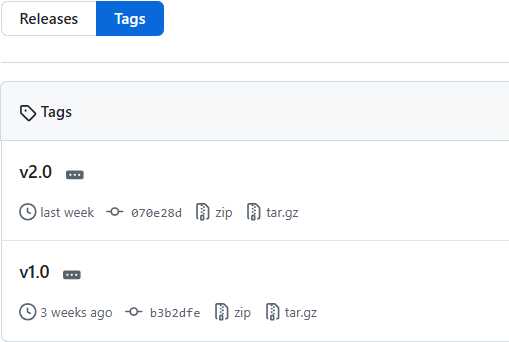 Releases Tags
Tags
v2.0
last week 070e28d zip tar.gz
v1.0
3 weeks ago b3b2dfe zip tar.gz